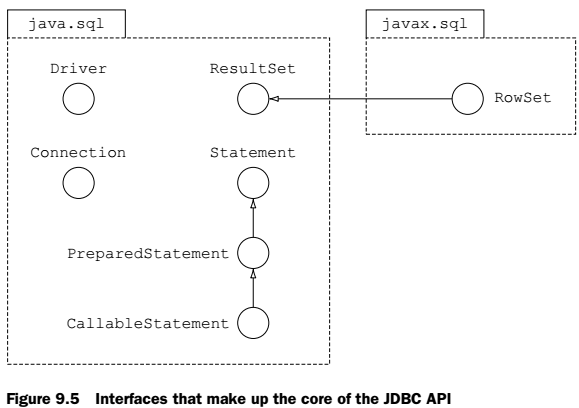 java.sql
javax.sql
Driver
ResultSet
RowSet
Connection
Statement
PreparedStatement
CallableStatement
Figure 9.5 Interfaces that make up the core of the JDBC API